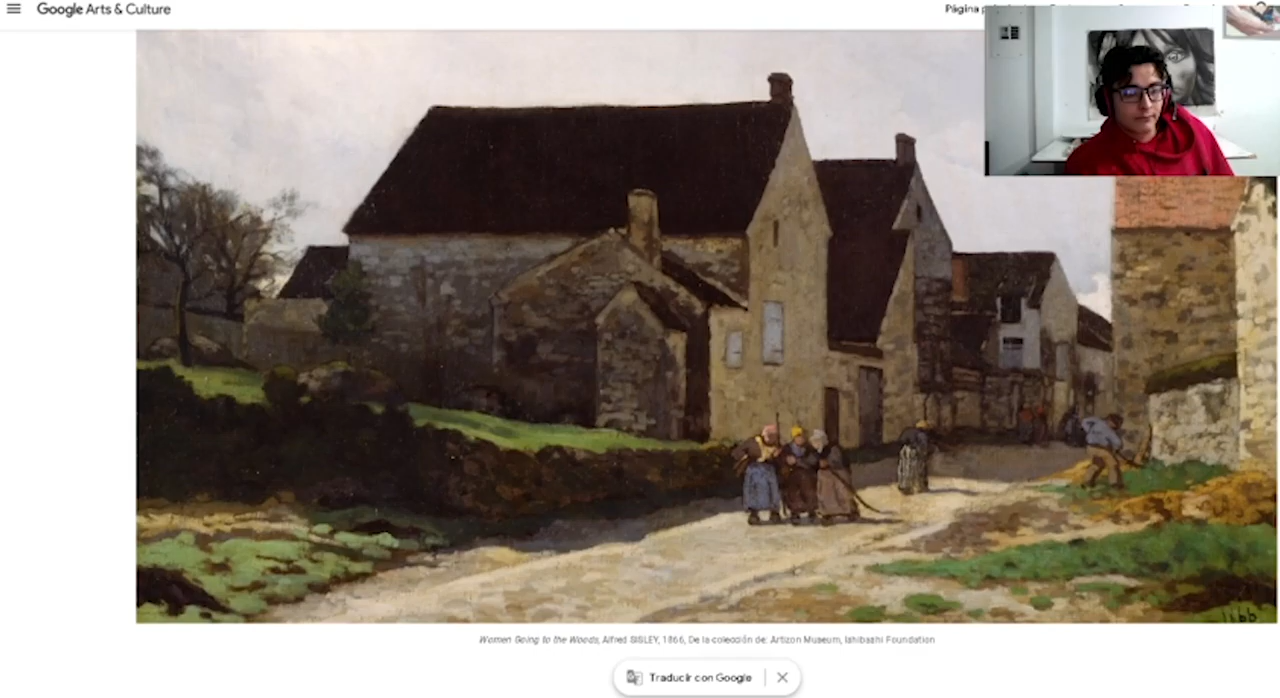 Google Arts & Culture
Women Going to the Woods, Alfred SISLEY, 1866, De la colección de: Artizon Museum, Ishibashi Foundation
Traducir con Google